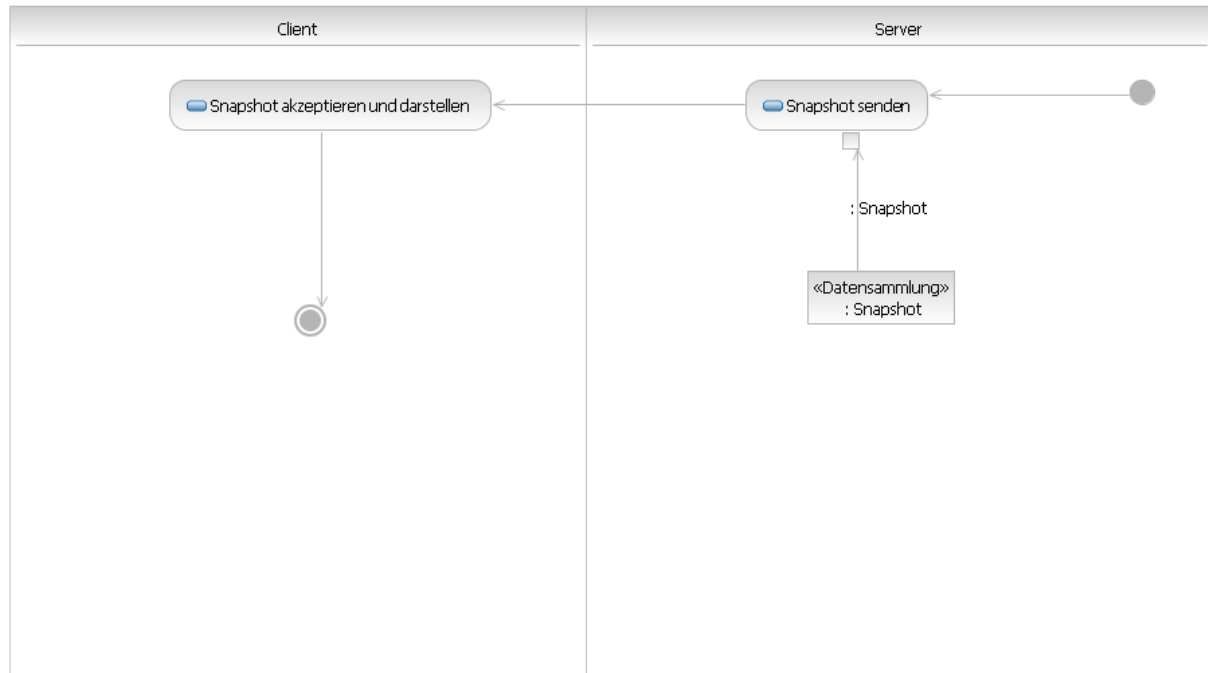 Client
Server
Snapshot akzeptieren und darstellen
Snapshot senden
: Snapshot
«Datensammlung»
: Snapshot